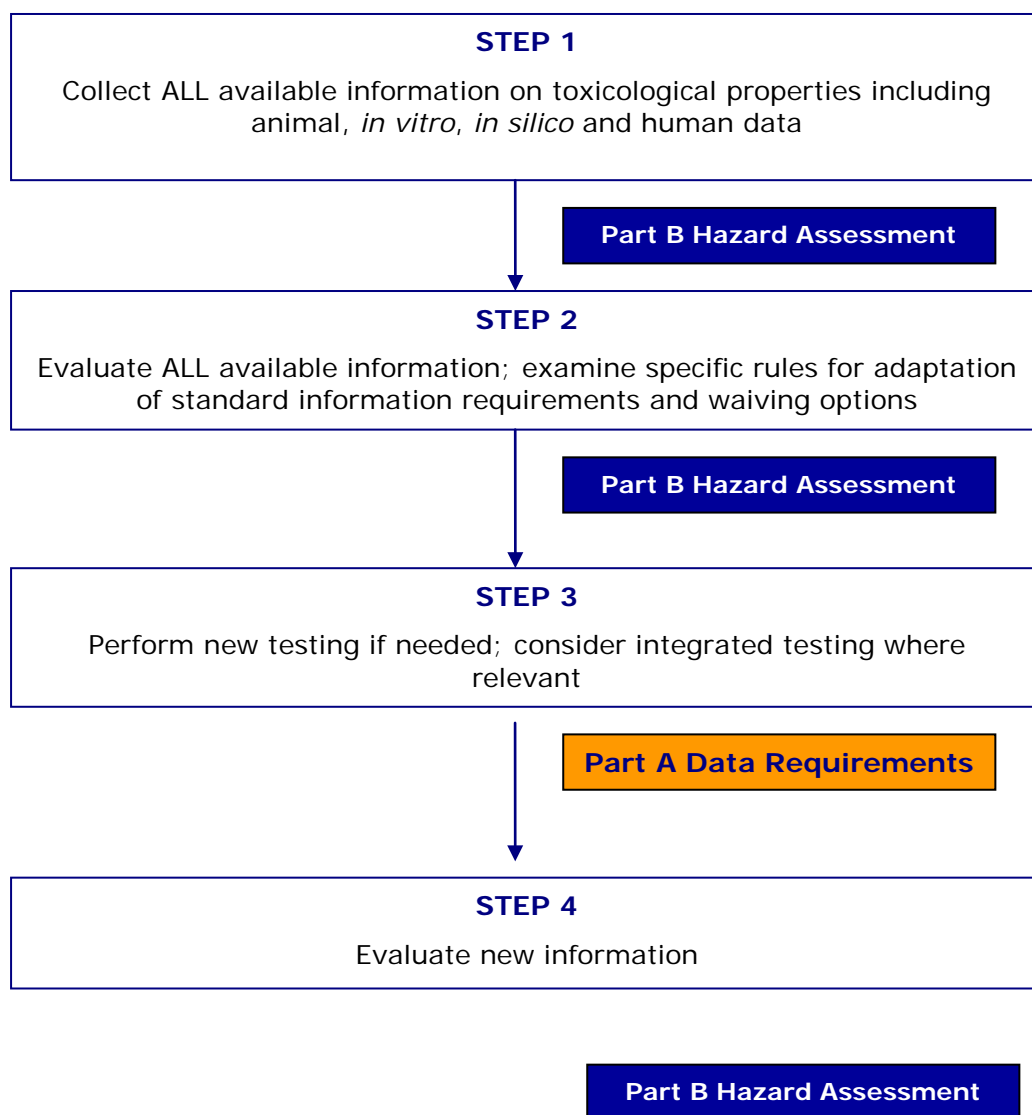 STEP 1
Collect ALL available information on toxicological properties including
animal, in vitro, in silico and human data
Part B Hazard Assessment
STEP 2
Evaluate ALL available information; examine specific rules for adaptation
of standard information requirements and waiving options
Part B Hazard Assessment
STEP 3
Perform new testing if needed; consider integrated testing where
relevant
Part A Data Requirements
STEP 4
Evaluate new information
Part B Hazard Assessment